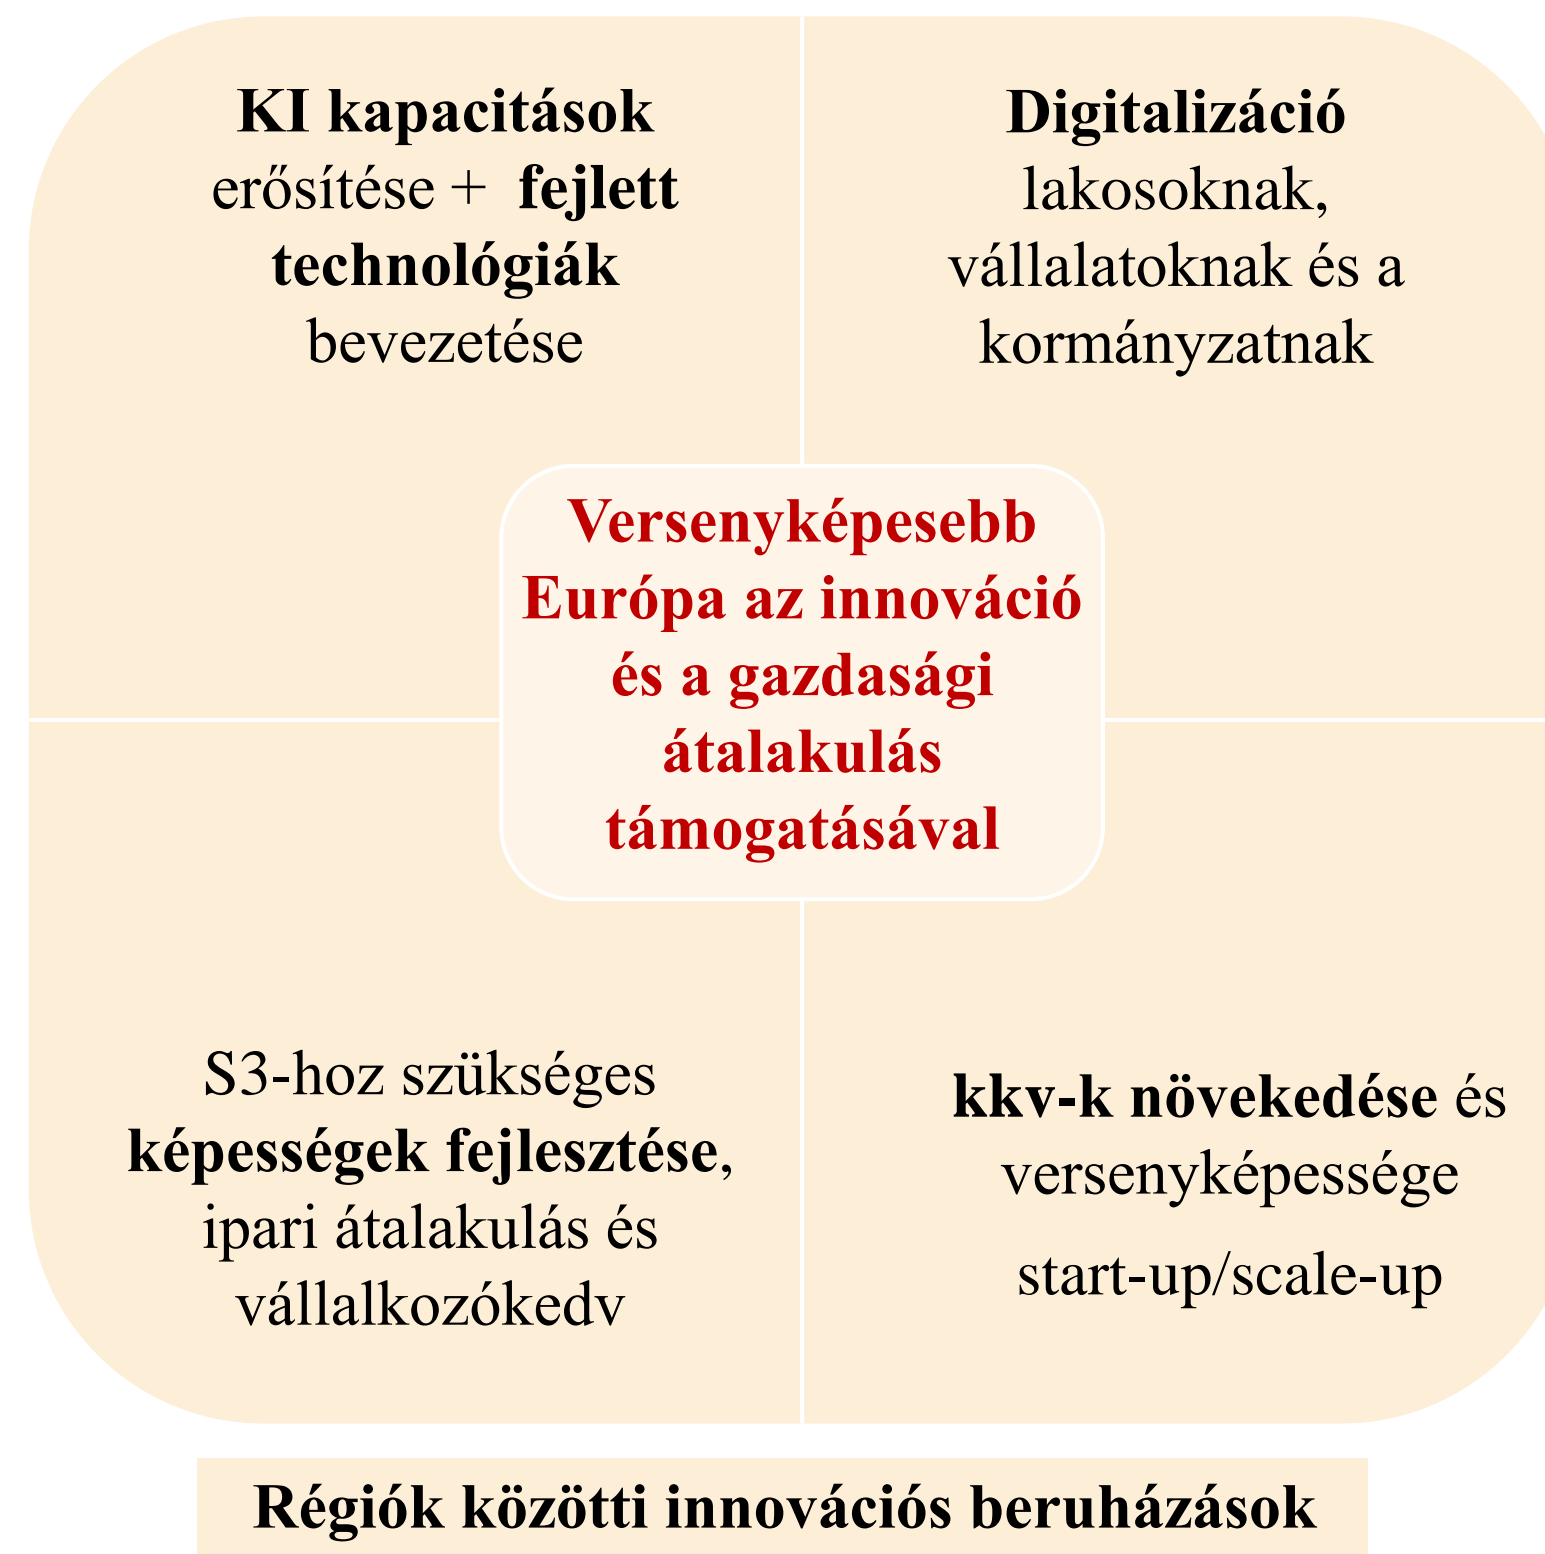 KI kapacitások
erősítése + fejlett
technológiák
bevezetése
Digitalizáció
lakosoknak,
vállalatoknak és a
kormányzatnak
Versenyképesebb
Európa az innováció
és a gazdasági
átalakulás
támogatásával
S3-hoz szükséges
képességek fejlesztése,
ipari átalakulás és
vállalkozókedv
kkv-k növekedése és
versenyképessége
start-up/scale-up
Régiók közötti innovációs beruházások